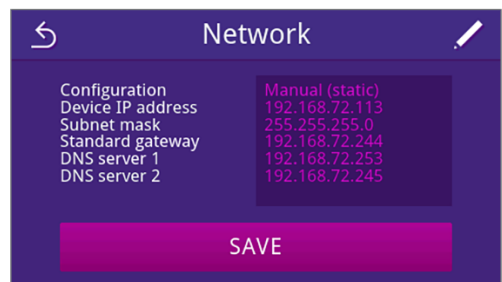 Network
Configuration Manual (static)
Device IP address 192.168.72.113
Subnet mask 255.255.255.0
Standard gateway 192.168.72.244
DNS server 1 192.168.72.253
DNS server 2 192.168.72.245
SAVE